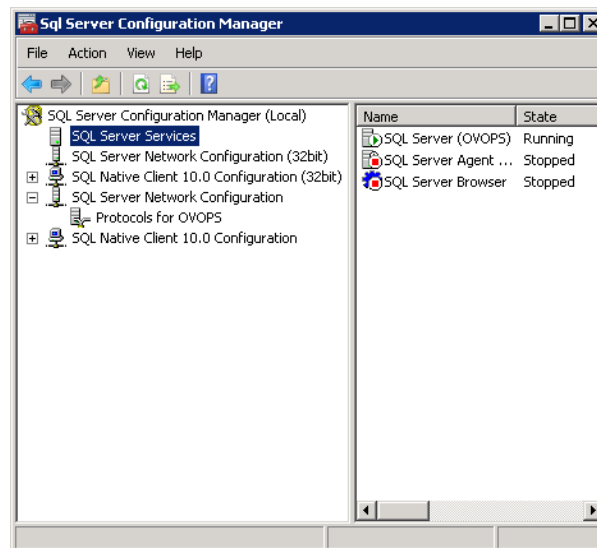 Sql Server Configuration Manager
File Action View Help
SQL Server Configuration Manager (Local)
SQL Server Services
SQL Server Network Configuration (32bit)
SQL Native Client 10.0 Configuration (32bit)
SQL Server Network Configuration
Protocols for OVOPS
SQL Native Client 10.0 Configuration
Name State
SQL Server (OVOPS) Running
SQL Server Agent ... Stopped
SQL Server Browser Stopped